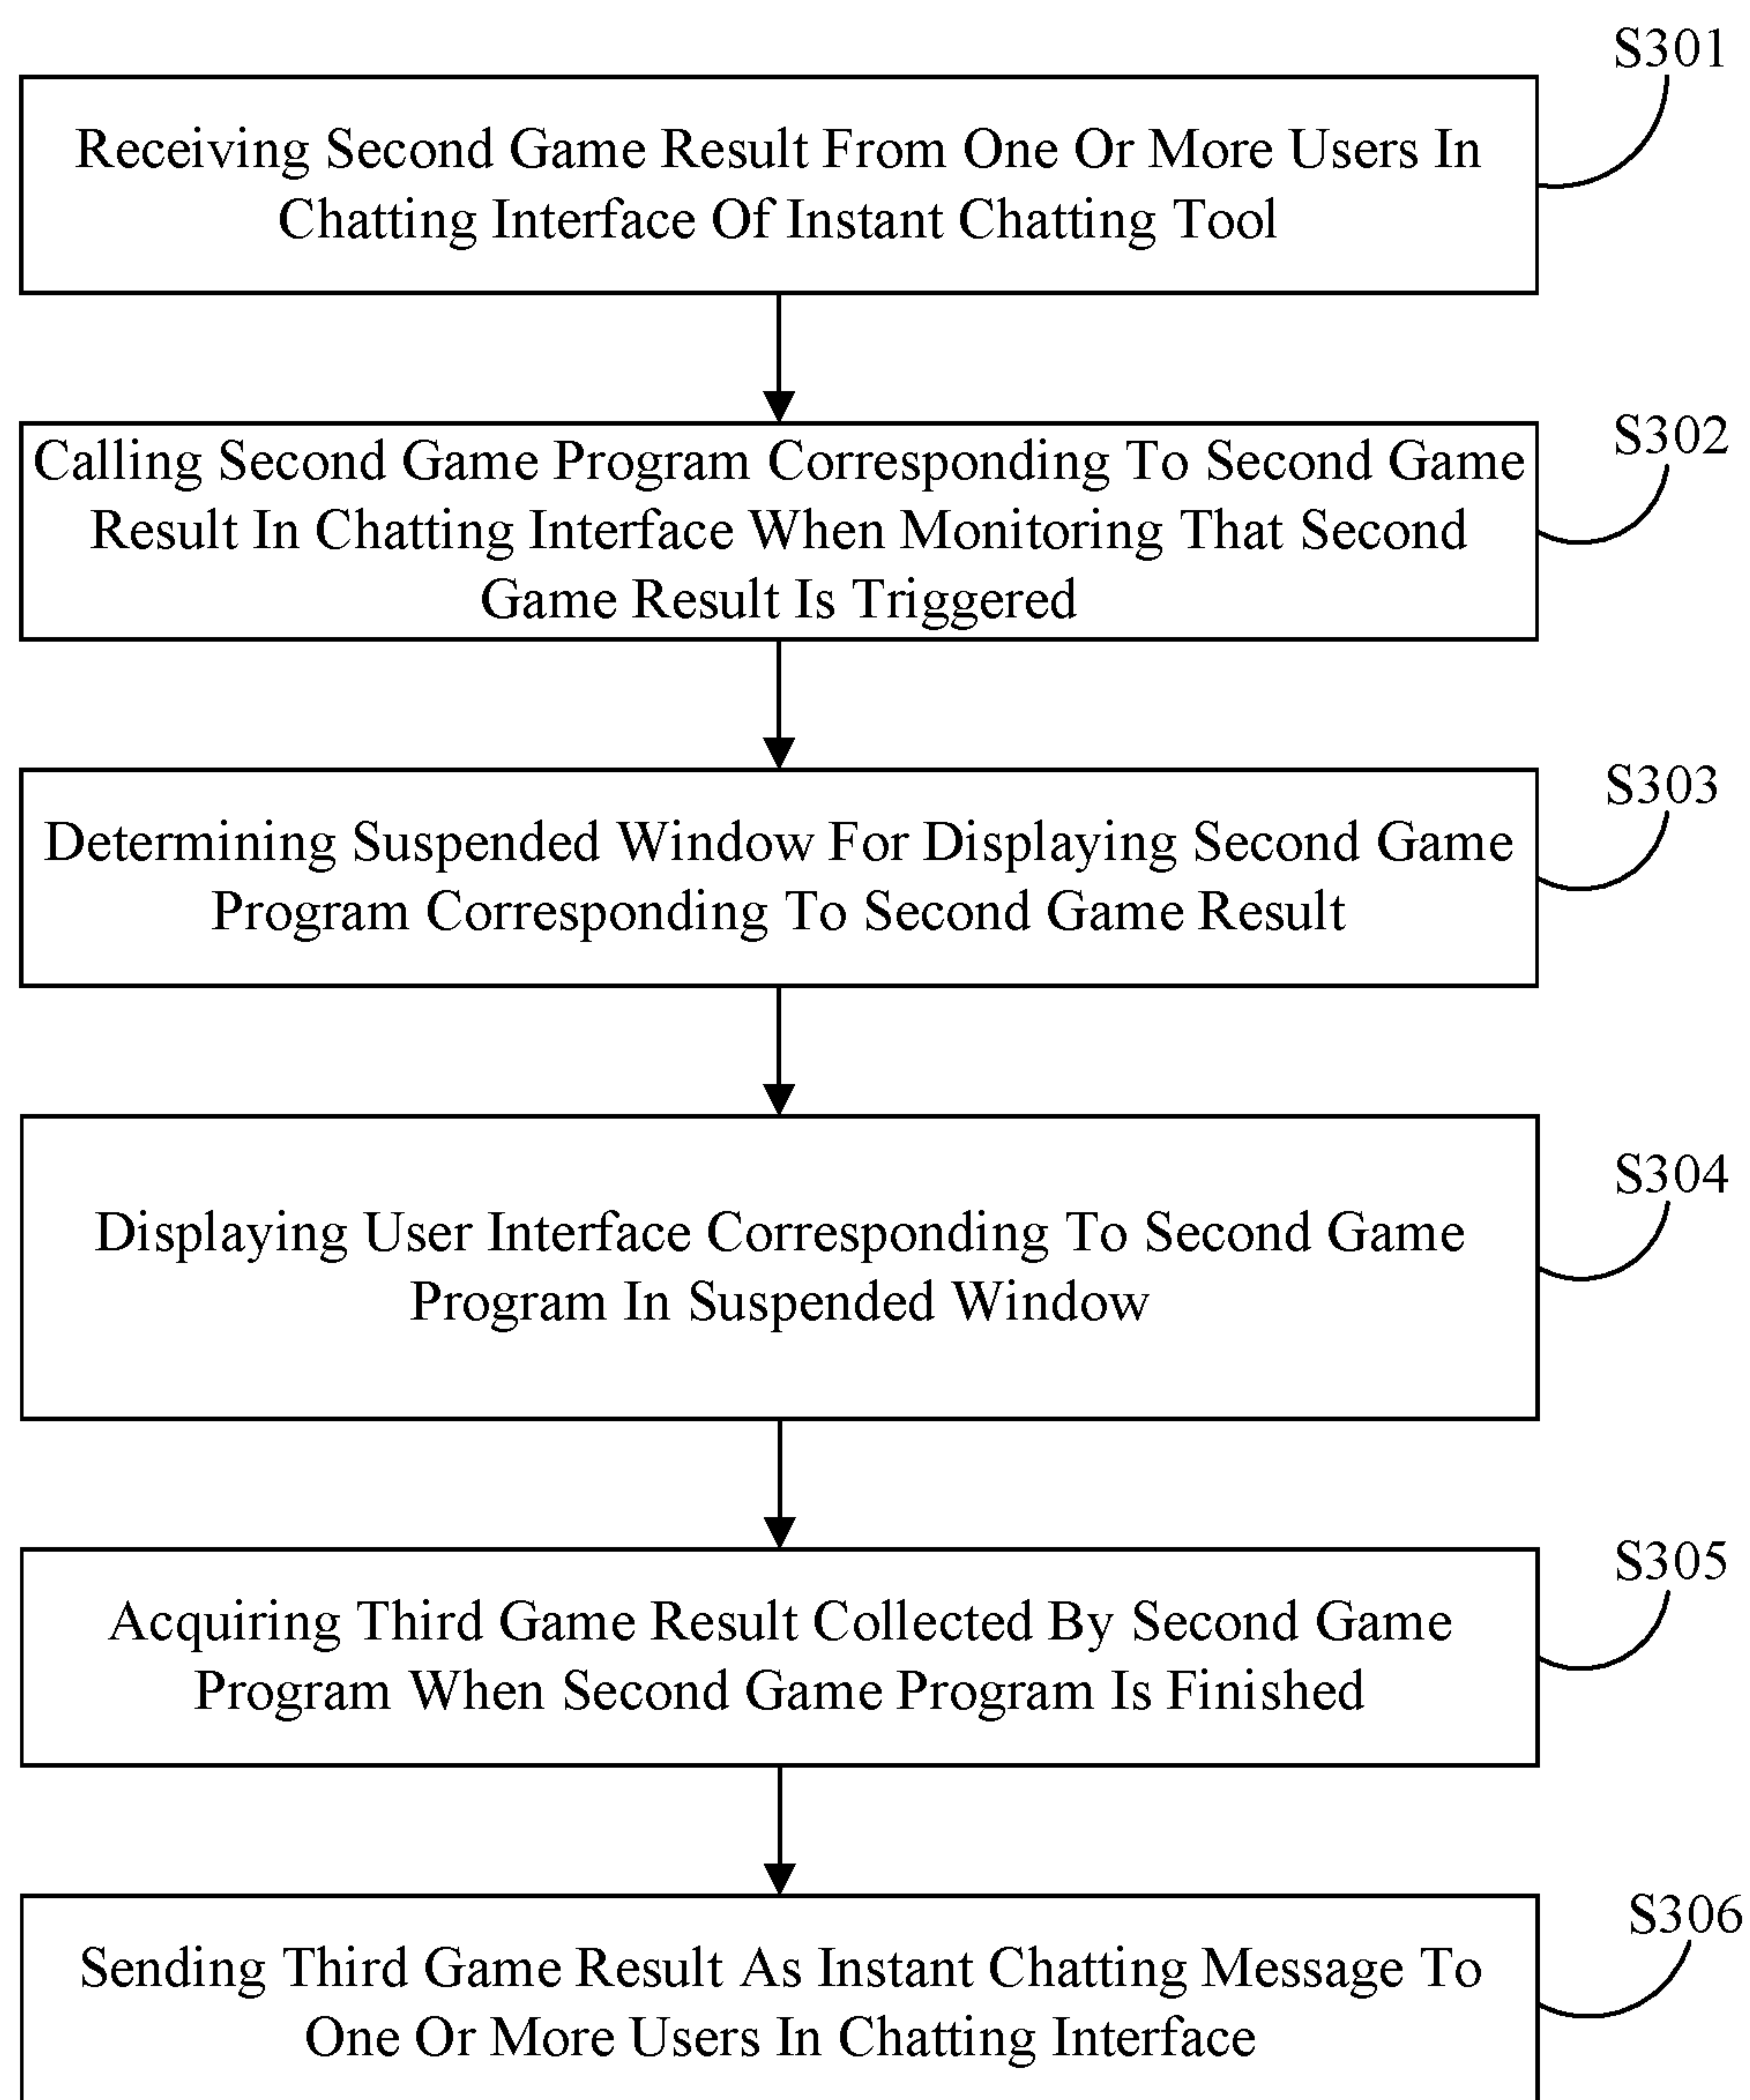 S301
Receiving Second Game Result From One Or More Users In
Chatting Interface Of Instant Chatting Tool
S302
Calling Second Game Program Corresponding To Second Game
Result In Chatting Interface When Monitoring That Second
Game Result Is Triggered
S303
Determining Suspended Window For Displaying Second Game
Program Corresponding To Second Game Result
S304
Displaying User Interface Corresponding To Second Game
Program In Suspended Window
S305
Acquiring Third Game Result Collected By Second Game
Program When Second Game Program Is Finished
S306
Sending Third Game Result As Instant Chatting Message To
One Or More Users In Chatting Interface